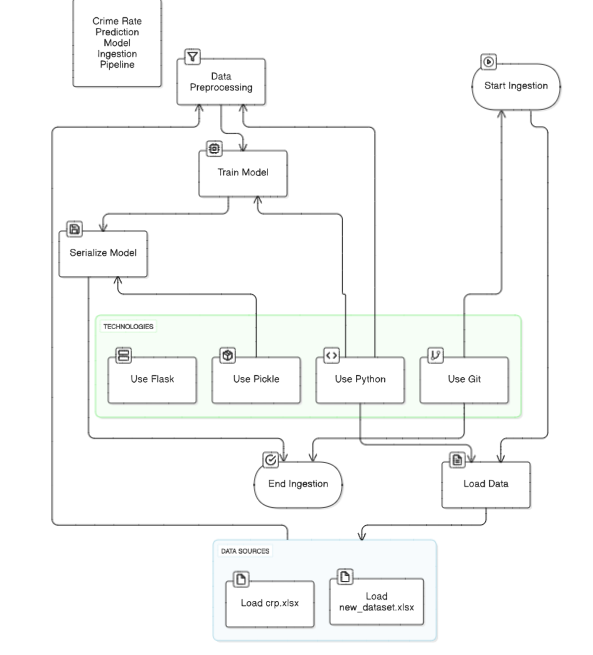 Crime Rate
Prediction
Model
Ingestion
Pipeline
Data
Preprocessing
Start Ingestion
Train Model
Serialize Model
TECHNOLOGIES
Use Flask
Use Pickle
Use Python
Use Git
End Ingestion
Load Data
DATA SOURCES
Load crp.xlsx
Load
new_dataset.xlsx